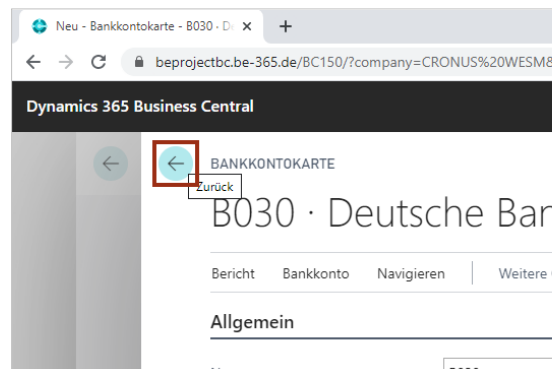 Neu - Bankkontokarte - B030 - D
beprojectbc.be-365.de/BC150/?company=CRONUS%20WESM&
Dynamics 365 Business Central
BANKKONTOKARTE
Zurück
B030 · Deutsche Ban
Bericht Bankkonto Navigieren Weitere
Allgemein